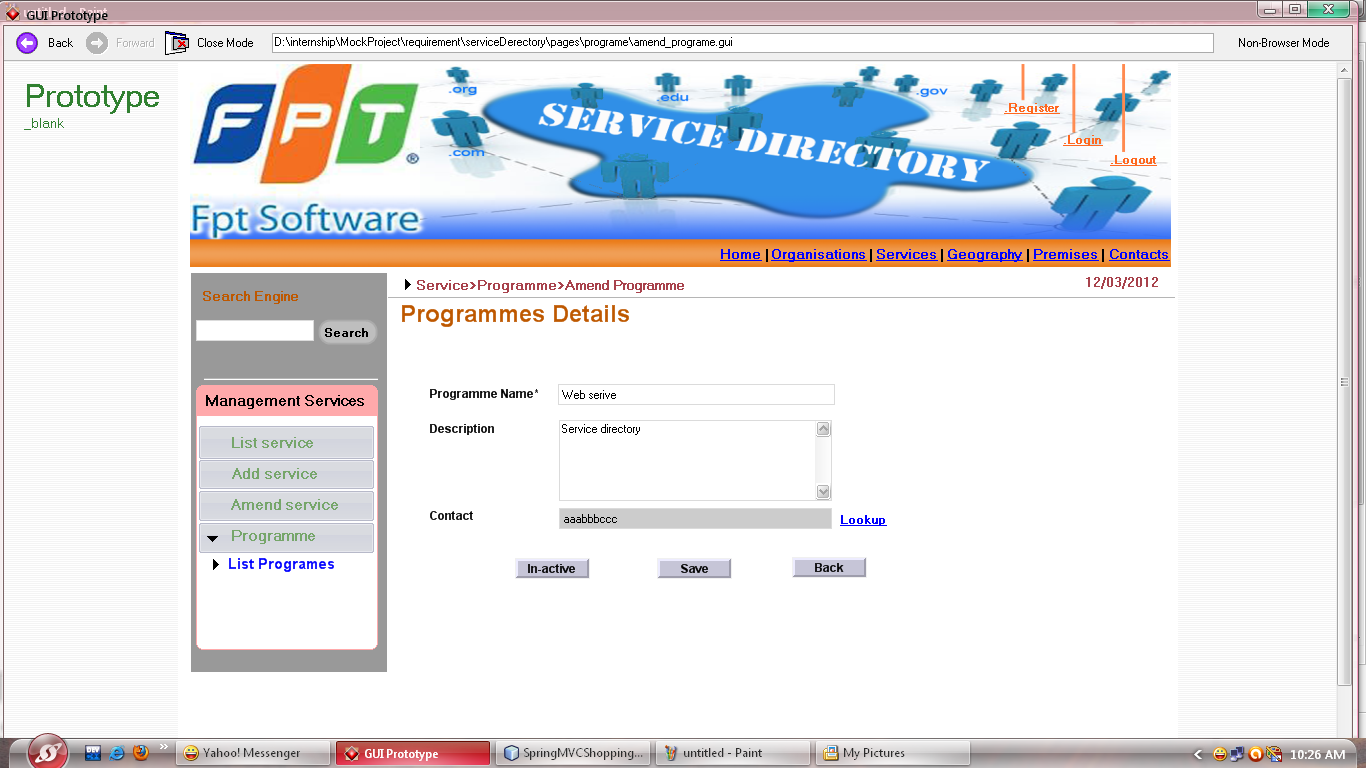 GUI Prototype
Back
Forward
Close Mode
D:\internship\MockProject\requirement\serviceDerectory\pages\programe\amend_programe.gui
Non-Browser Mode
Prototype
_blank
FPT
®
Fpt Software
.org
.com
.edu
.gov
SERVICE DIRECTORY
.Register
.Login
.Logout
Home | Organisations | Services | Geography | Premises | Contacts
Search Engine
Search
Management Services
List service
Add service
Amend service
Programme
List Programes
Service>Programme>Amend Programme
12/03/2012
Programmes Details
Programme Name*
Web serive
Description
Service directory
Contact
aaabbbccc
Lookup
In-active
Save
Back
Yahoo! Messenger
GUI Prototype
SpringMVCShopping...
untitled - Paint
My Pictures
10:26 AM